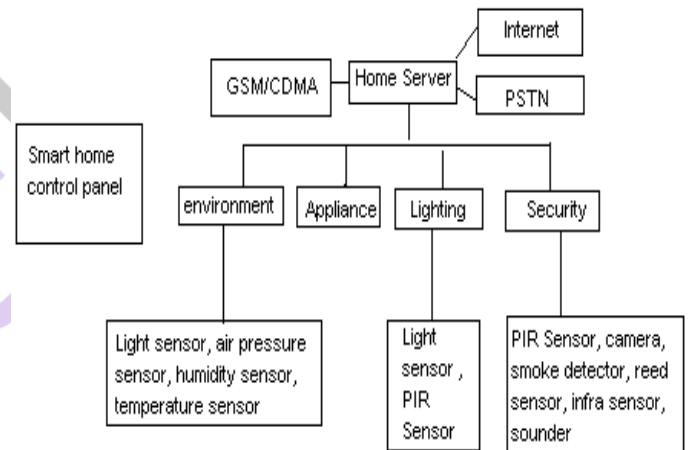 Internet
GSM/CDMA
Home Server
PSTN
Smart home
control panel
environment
Appliance
Lighting
Security
Light sensor, air pressure
sensor, humidity sensor,
temperature sensor
Light
sensor ,
PIR
Sensor
PIR Sensor, camera,
smoke detector, reed
sensor, infra sensor,
sounder